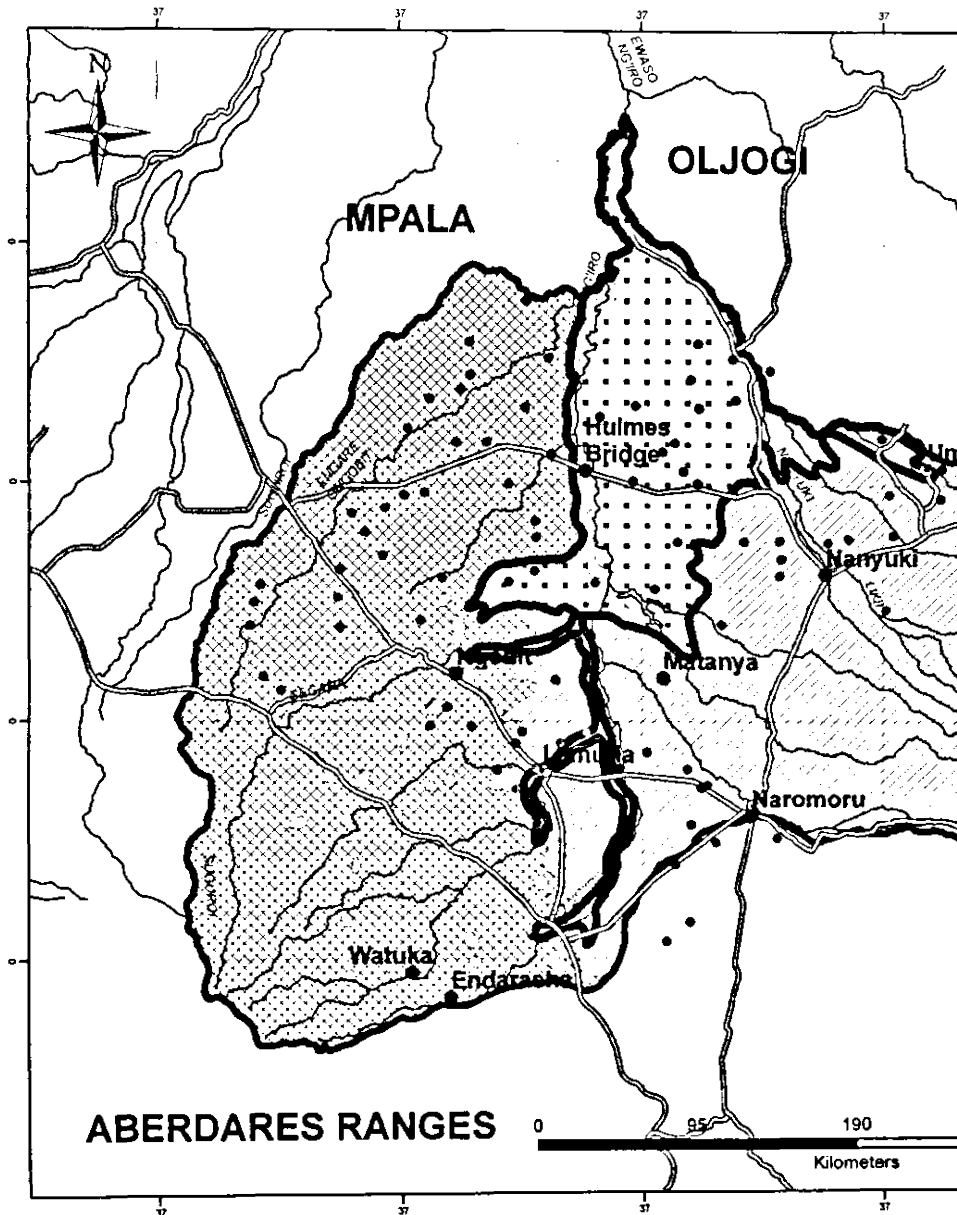 37 37 37 37
N
EWASO
NG'IRO
OLJOGI
MPALA
0
Hulmes
Bridge
0
Nanyuki
Matanya
0
Naromoru
Watuka
0
ABERDARES RANGES
0 95 190
Kilometers
37 37 37 37